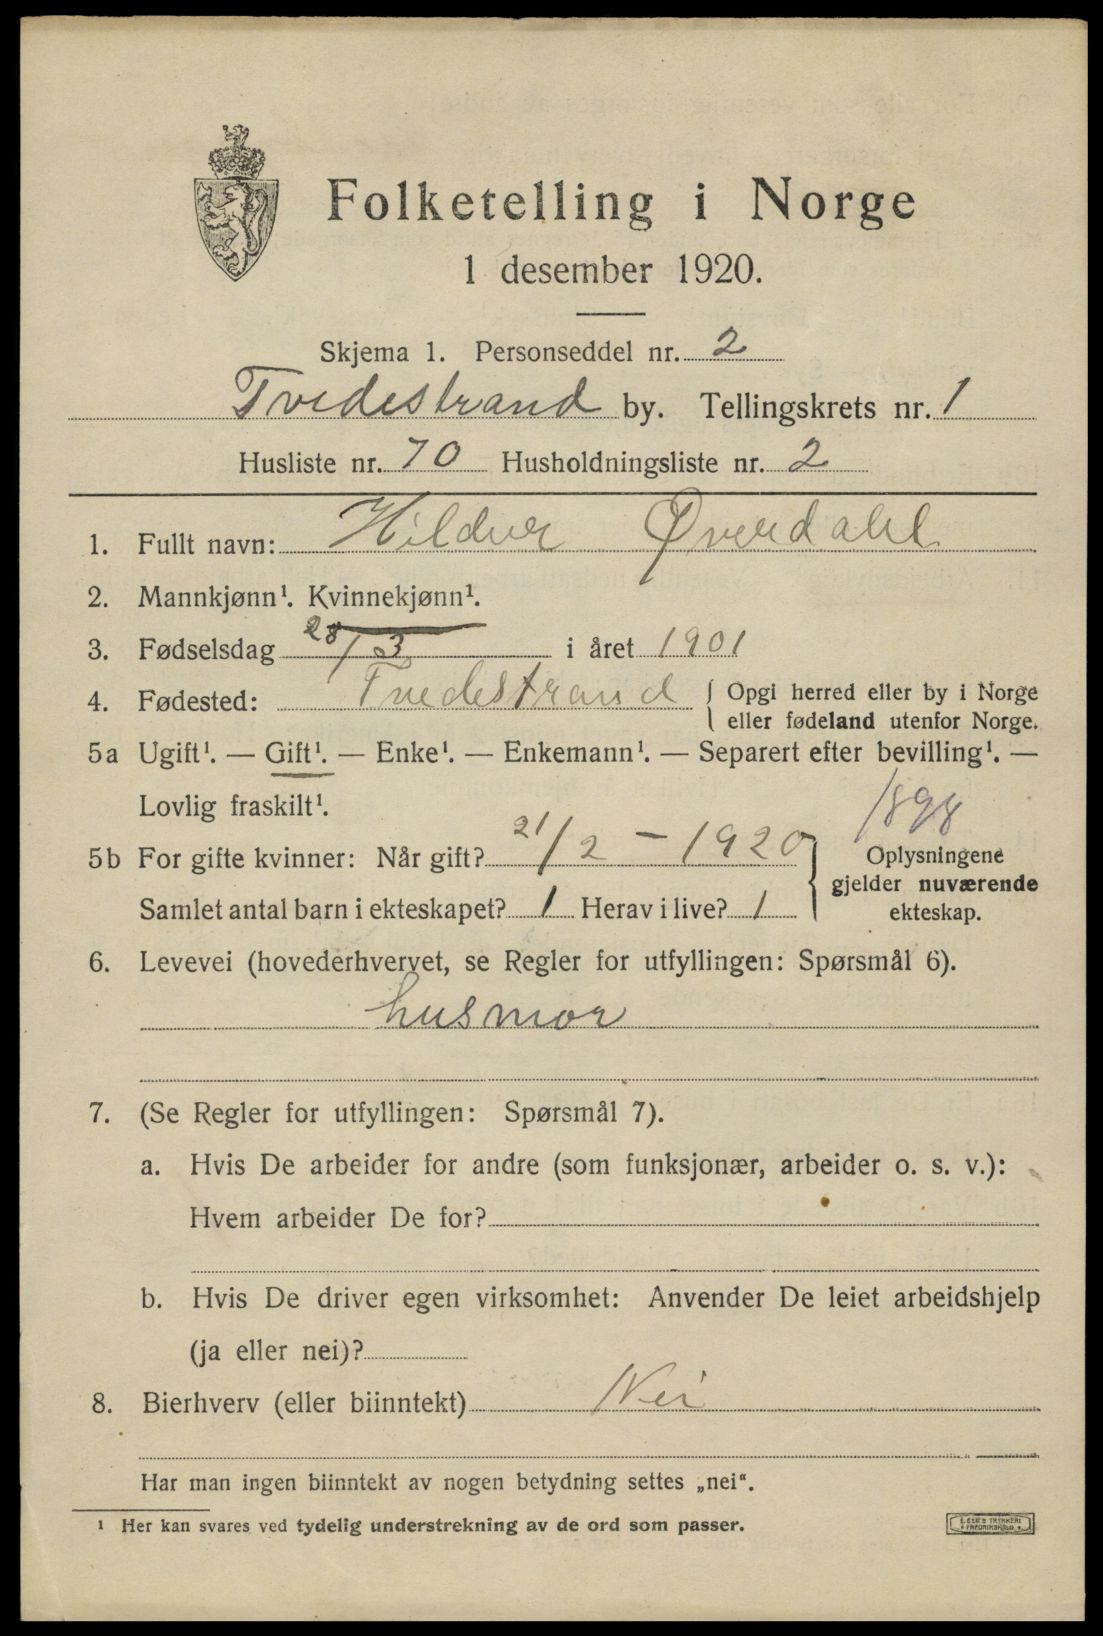 Folketelling i Norge
1 desember 1920.
Skjema 1. Personseddel nr. 2
Tvedestrand by. Tellingskrets nr. 1
Husliste nr. 70 Husholdningsliste nr. 2
1. Fullt navn: Hildur Øverdahl
2. Mannkjønn¹. Kvinnekjønn¹.
3. Fødselsdag 28/3 i året 1901
4. Fødested: Tvedestrand { Opgi herred eller by i Norge
eller fødeland utenfor Norge.
5a Ugift¹. — Gift¹. — Enke¹. — Enkemann¹. — Separert efter bevilling¹. —
Lovlig fraskilt¹.
1898
5b For gifte kvinner: Når gift? 21/2 – 1920
Samlet antal barn i ekteskapet? 1 Herav i live? 1
} Oplysningene
gjelder nuværende
ekteskap.
6. Levevei (hovederhvervet, se Regler for utfyllingen: Spørsmål 6).
husmor
7. (Se Regler for utfyllingen: Spørsmål 7).
a. Hvis De arbeider for andre (som funksjonær, arbeider o. s. v.):
Hvem arbeider De for?
b. Hvis De driver egen virksomhet: Anvender De leiet arbeidshjelp
(ja eller nei)?
8. Bierhverv (eller biinntekt) Nei
Har man ingen biinntekt av nogen betydning settes „nei“.
¹ Her kan svares ved tydelig understrekning av de ord som passer.